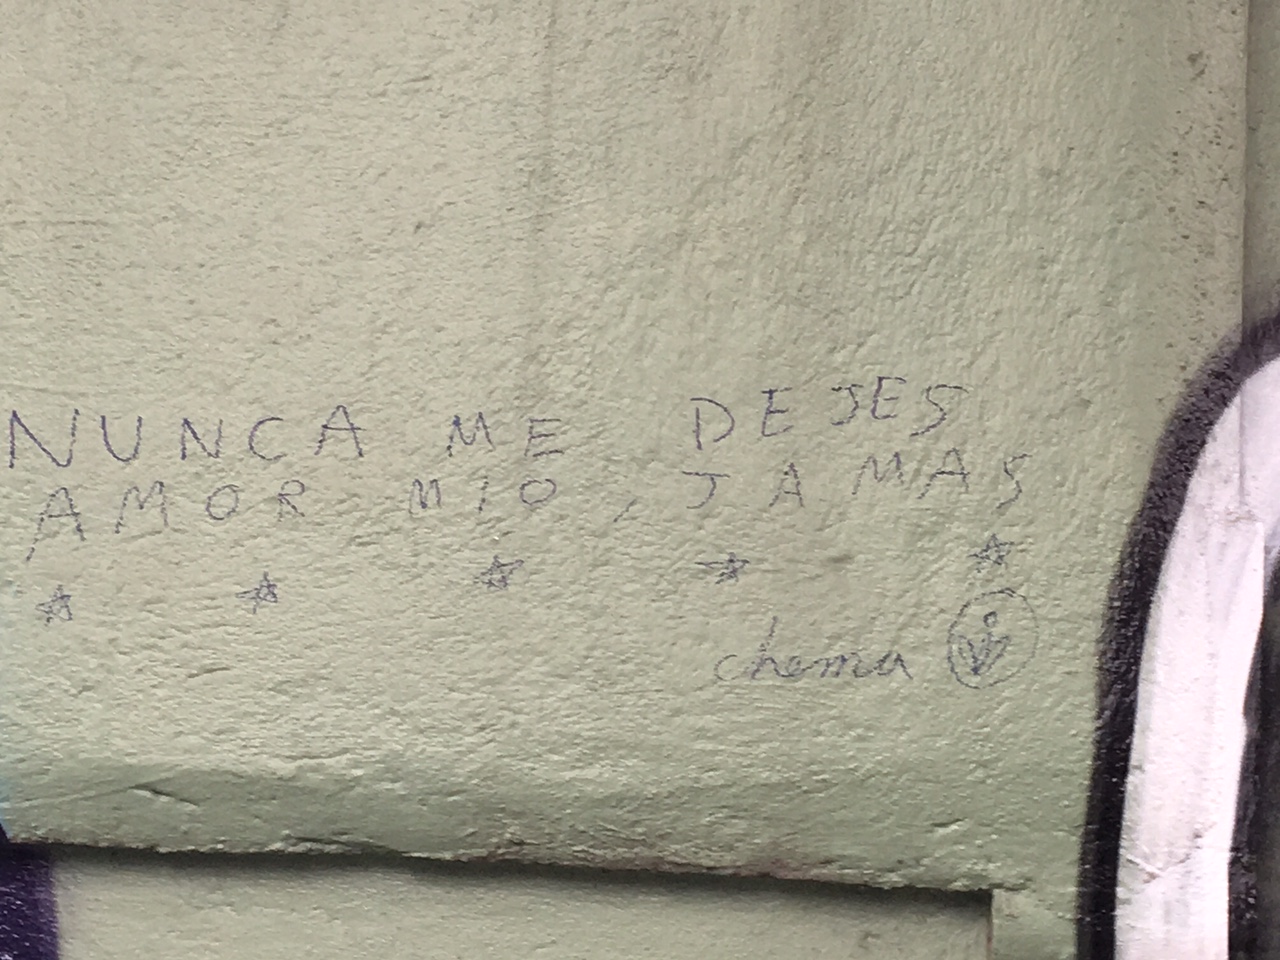 NUNCA ME DEJES
AMOR MIO, JAMAS
chema